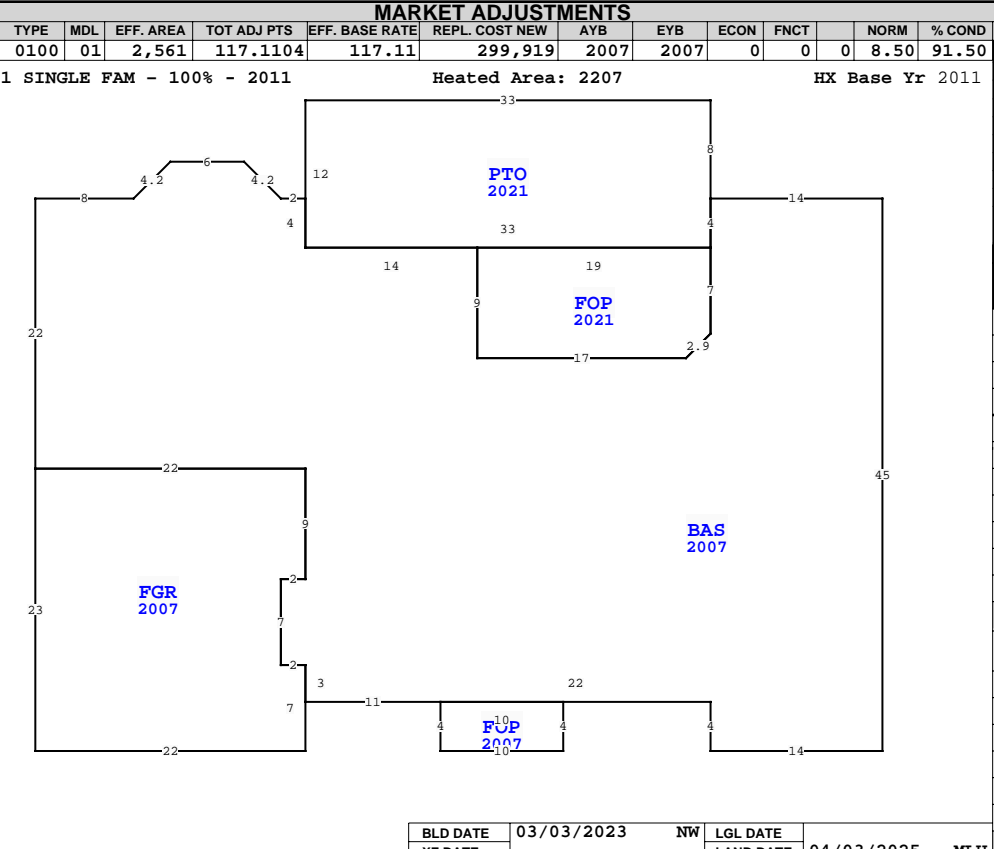 MARKET ADJUSTMENTS
TYPE MDL EFF. AREA TOT ADJ PTS EFF. BASE RATE REPL. COST NEW AYB EYB ECON FNCT NORM % COND
0100 01 2,561 117.1104 117.11 299,919 2007 2007 0 0 0 8.50 91.50
1 SINGLE FAM – 100% - 2011 Heated Area: 2207 HX Base Yr 2011
33
8
6
4.2 4.2
12
PTO
2021
8 2 14
4 33 4
14 19
7
9
FOP
2021
22
2.9
17
22
45
9
BAS
2007
2
FGR
2007
23
7
2
3 22
7 11
10
4 FOP 4 4
2007
22 10 14
BLD DATE 03/03/2023 NW LGL DATE